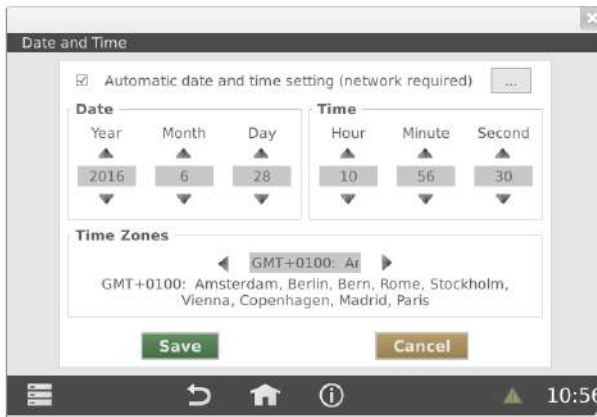 Date and Time
Automatic date and time setting (network required) ...
Date
Time
Year Month Day
Hour Minute Second
2016 6 28
10 56 30
Time Zones
GMT+0100: Ar
GMT+0100: Amsterdam, Berlin, Bern, Rome, Stockholm,
Vienna, Copenhagen, Madrid, Paris
Save Cancel
10:56